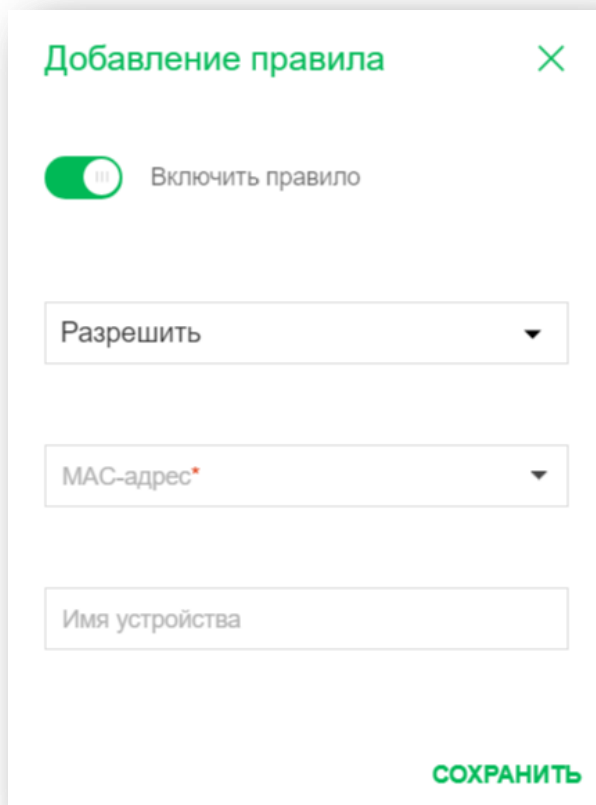 Добавление правила
Включить правило
Разрешить
MAC-адрес*
Имя устройства
СОХРАНИТЬ